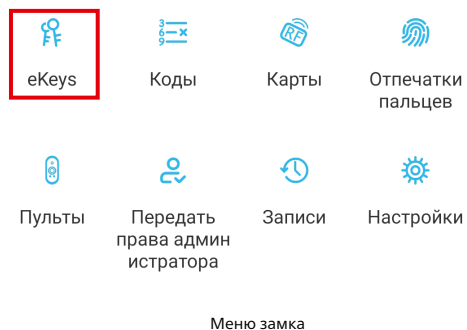 eKeys
Коды
Карты
Отпечатки
пальцев
Пульты
Передать
права админ
истратора
Записи
Настройки
Меню замка